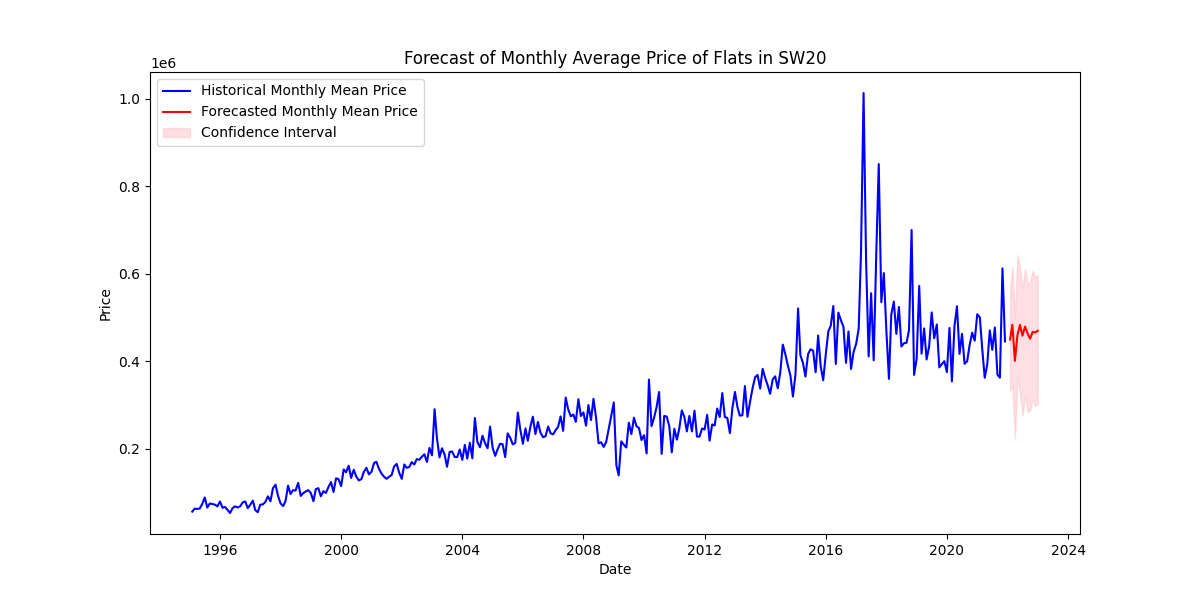 Forecast of Monthly Average Price of Flats in SW20
1e6
Historical Monthly Mean Price
Forecasted Monthly Mean Price
Confidence Interval
1.0
0.8
0.6
0.4
0.2
Price
1996 2000 2004 2008 2012 2016 2020 2024
Date